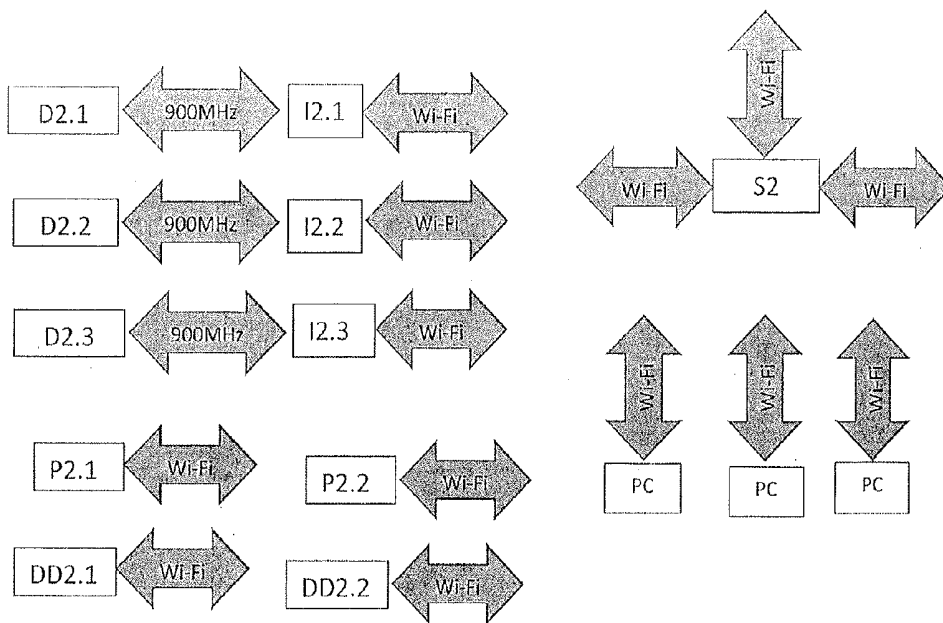 Wi-Fi
D2.1 900MHz I2.1 Wi-Fi
Wi-Fi S2 Wi-Fi
D2.2 900MHz I2.2 Wi-Fi
D2.3 900MHz I2.3 Wi-Fi
Wi-Fi Wi-Fi Wi-Fi
P2.1 Wi-Fi
P2.2 Wi-Fi
PC PC PC
DD2.1 Wi-Fi
DD2.2 Wi-Fi